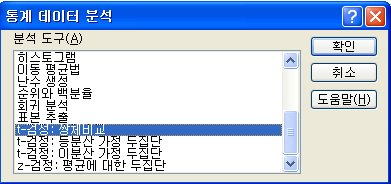 통계 데이터 분석
분석 도구(A)
히스토그램
이동 평균법
난수 생성
순위와 백분율
회귀 분석
표본 추출
t-검정: 쌍체비교
t-검정: 등분산 가정 두집단
t-검정: 이분산 가정 두집단
z-검정: 평균에 대한 두집단
확인
취소
도움말(H)